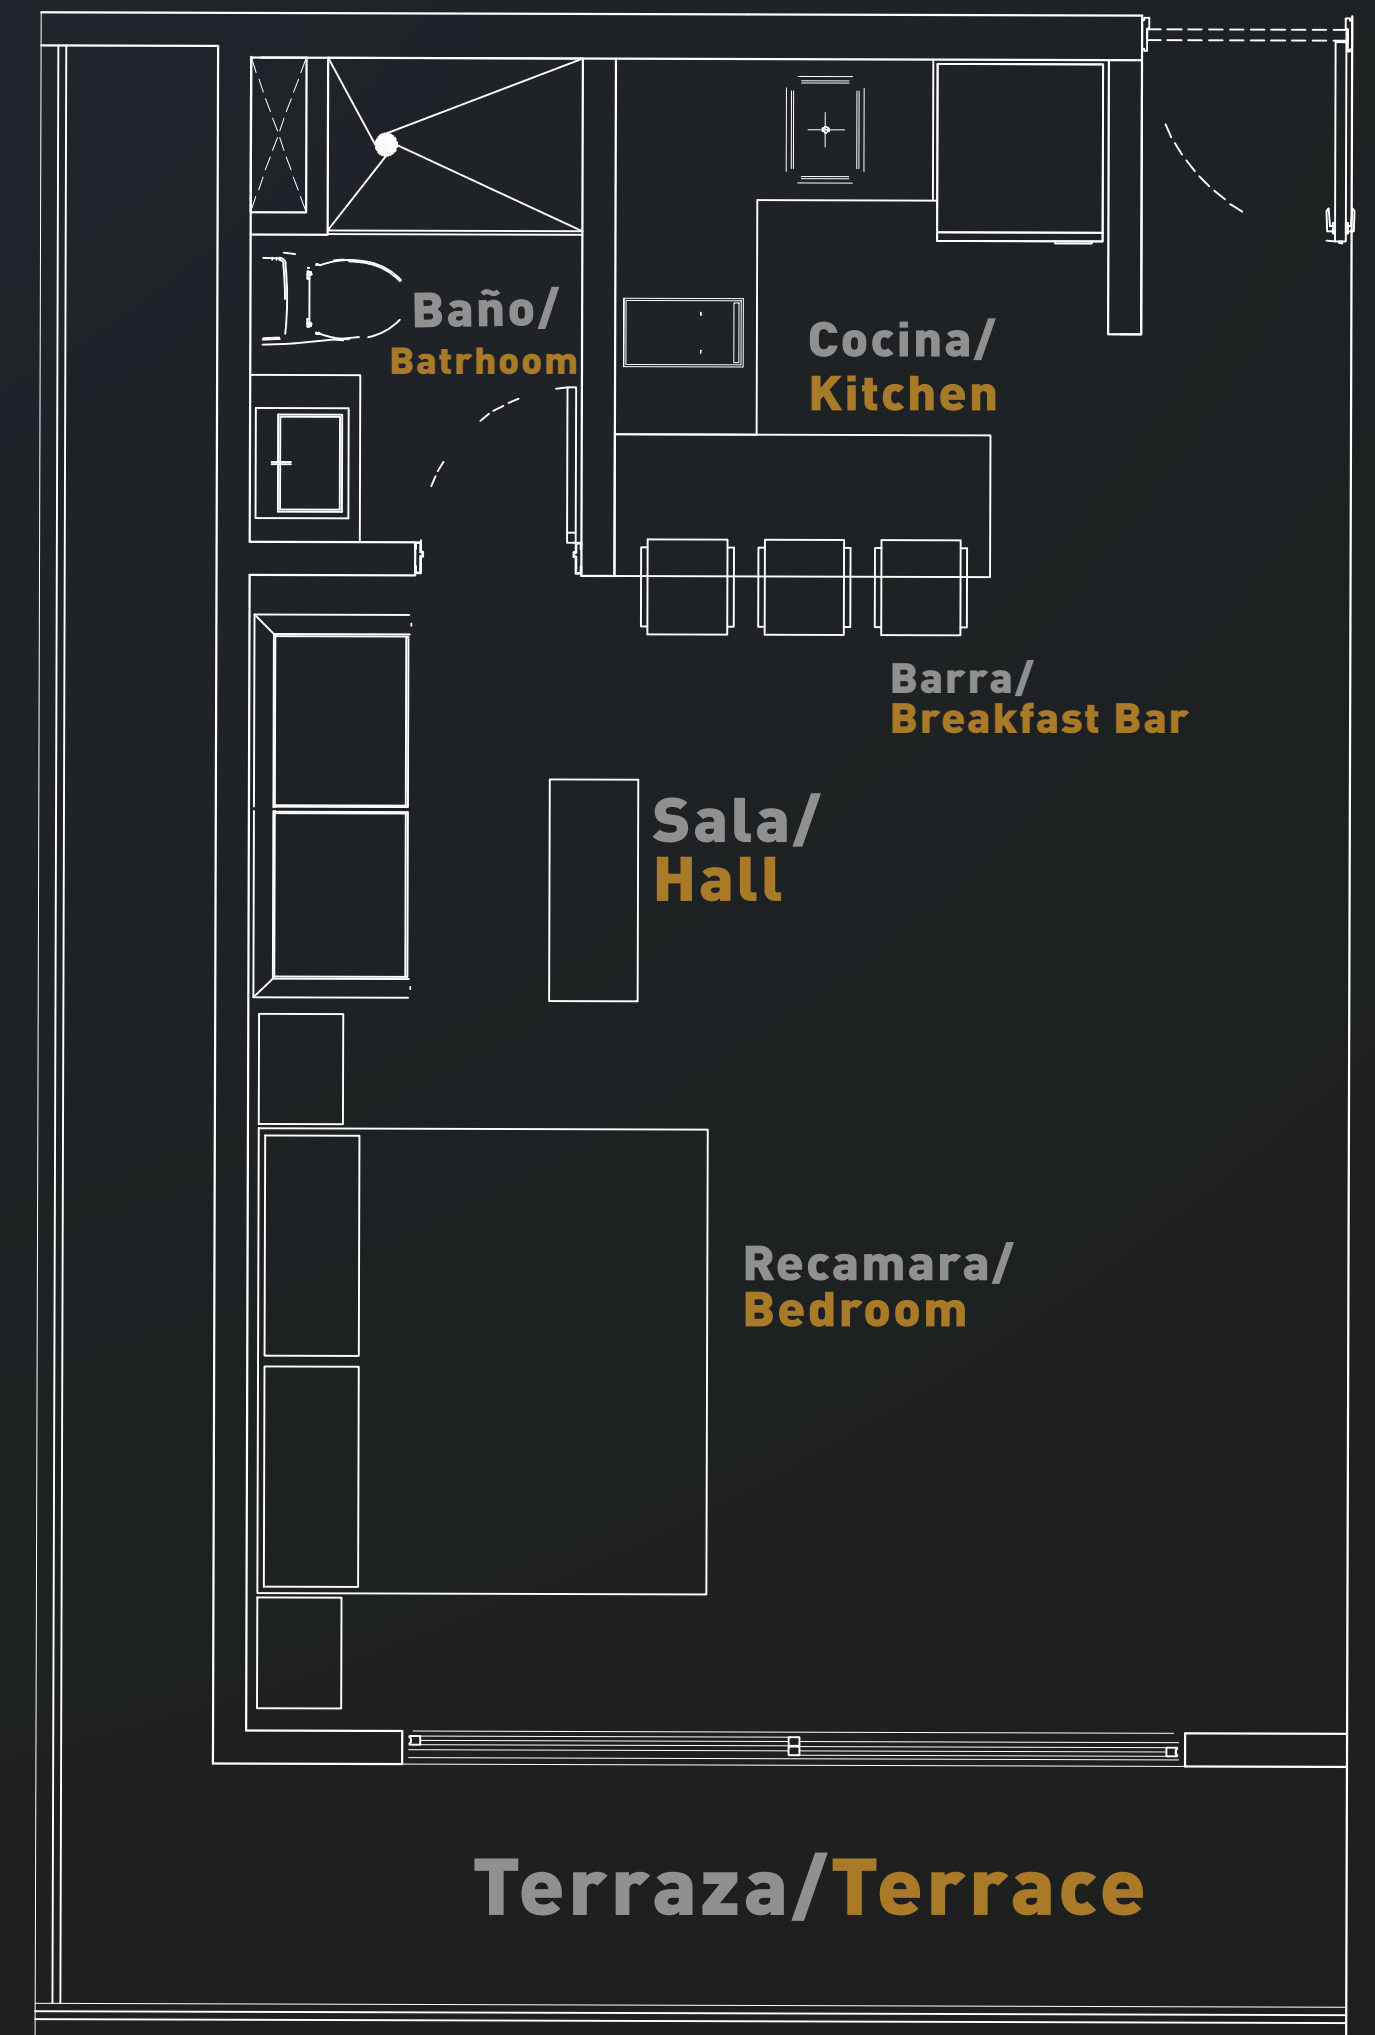 Baño/
Batrhoom
Cocina/
Kitchen
Barra/
Breakfast Bar
Sala/
Hall
Recamara/
Bedroom
Terraza/Terrace